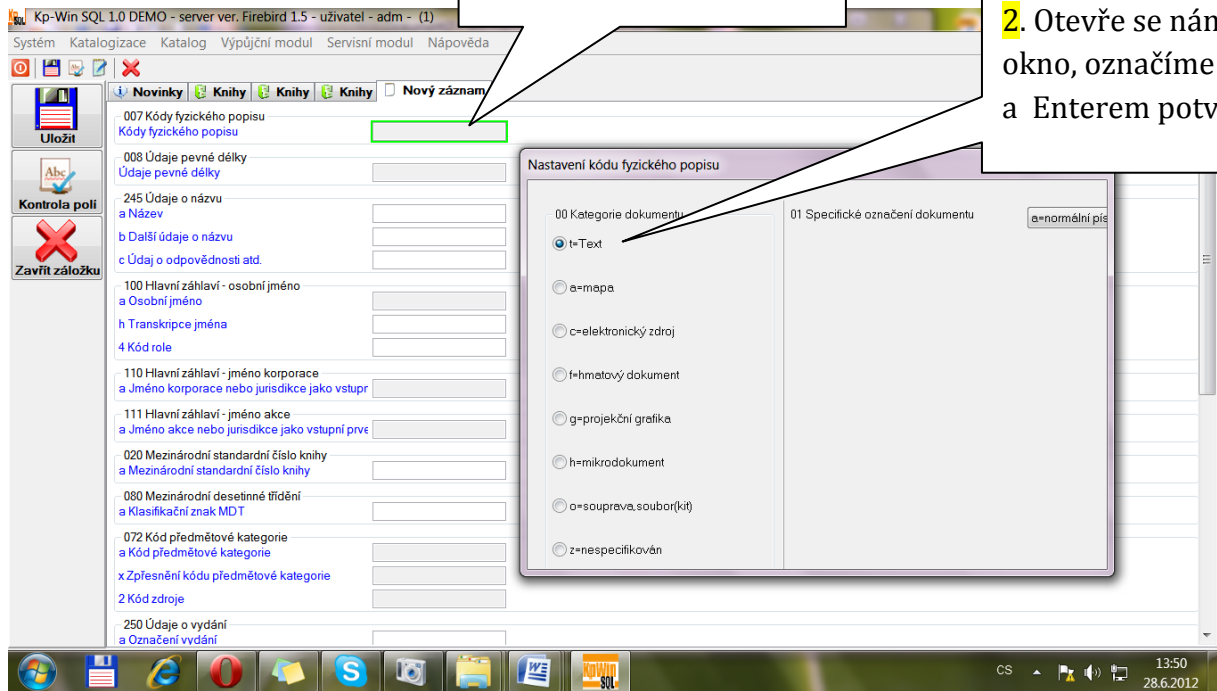 Kp-Win SQL 1.0 DEMO - server ver. Firebird 1.5 - uživatel - adm - (1)
2. Otevře se nám
okno, označíme
a Enterem potv
Systém Katalogizace Katalog Výpůjční modul Servisní modul Nápověda
Novinky Knihy Knihy Knihy Nový záznam
Uložit
Kontrola polí
Zavřít záložku
007 Kódy fyzického popisu
Kódy fyzického popisu
008 Údaje pevné délky
Údaje pevné délky
245 Údaje o názvu
a Název
b Další údaje o názvu
c Údaj o odpovědnosti atd.
100 Hlavní záhlaví - osobní jméno
a Osobní jméno
h Transkripce jména
4 Kód role
110 Hlavní záhlaví - jméno korporace
a Jméno korporace nebo jurisdikce jako vstupr
111 Hlavní záhlaví - jméno akce
a Jméno akce nebo jurisdikce jako vstupní prve
020 Mezinárodní standardní číslo knihy
a Mezinárodní standardní číslo knihy
080 Mezinárodní desetinné třídění
a Klasifikační znak MDT
072 Kód předmětové kategorie
a Kód předmětové kategorie
x Zpřesnění kódu předmětové kategorie
2 Kód zdroje
250 Údaje o vydání
a Označení vydání
Nastavení kódu fyzického popisu
00 Kategorie dokumentu
t=Text
a=mapa
c=elektronický zdroj
f=hmatový dokument
g=projekční grafika
h=mikrodokument
o=souprava,soubor(kit)
z=nespecifikován
01 Specifické označení dokumentu
a=normální pís
KpWin
SQL
CS
13:50
28.6.2012